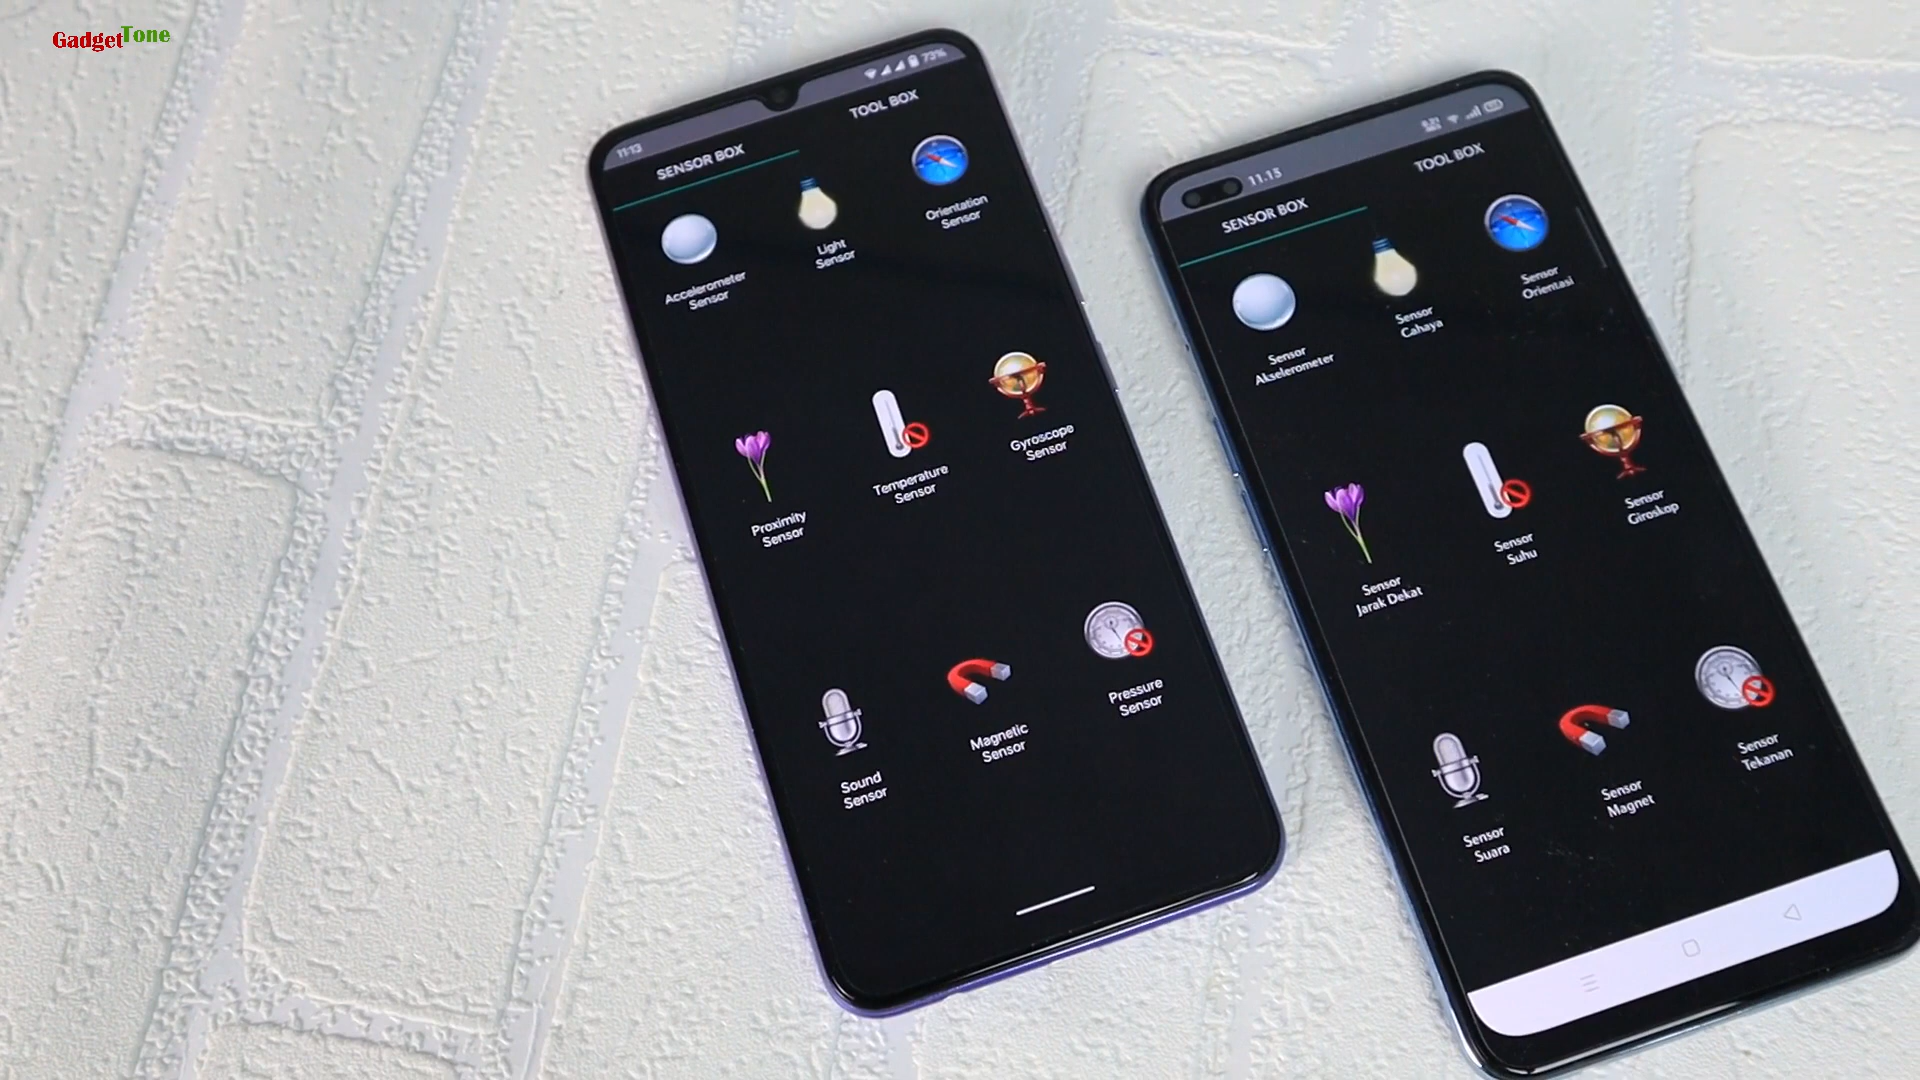 GadgetTone
11:13
73%
SENSOR BOX
TOOL BOX
Accelerometer
Sensor
Light
Sensor
Orientation
Sensor
Proximity
Sensor
Temperature
Sensor
Gyroscope
Sensor
Sound
Sensor
Magnetic
Sensor
Pressure
Sensor
11.13
SENSOR BOX
TOOL BOX
Sensor
Akselerometer
Sensor
Cahaya
Sensor
Orientasi
Sensor
Jarak Dekat
Sensor
Suhu
Sensor
Giroskop
Sensor
Suara
Sensor
Magnet
Sensor
Tekanan